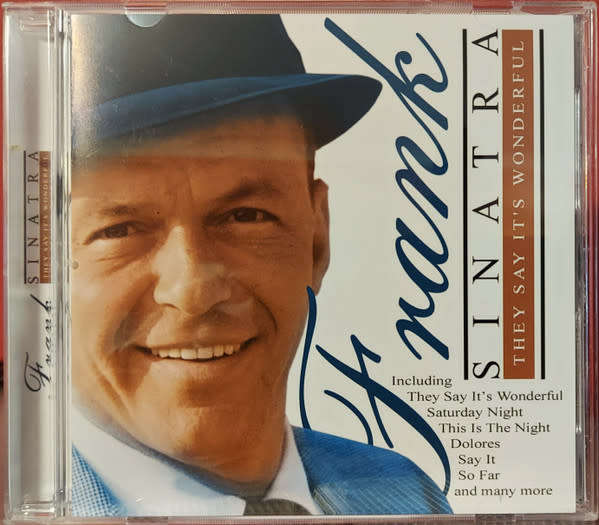 Frank
SINATRA
THEY SAY IT'S WONDERFUL
Frank
SINATRA
THEY SAY IT'S WONDERFUL
Including
They Say It's Wonderful
Saturday Night
This Is The Night
Dolores
Say It
So Far
and many more